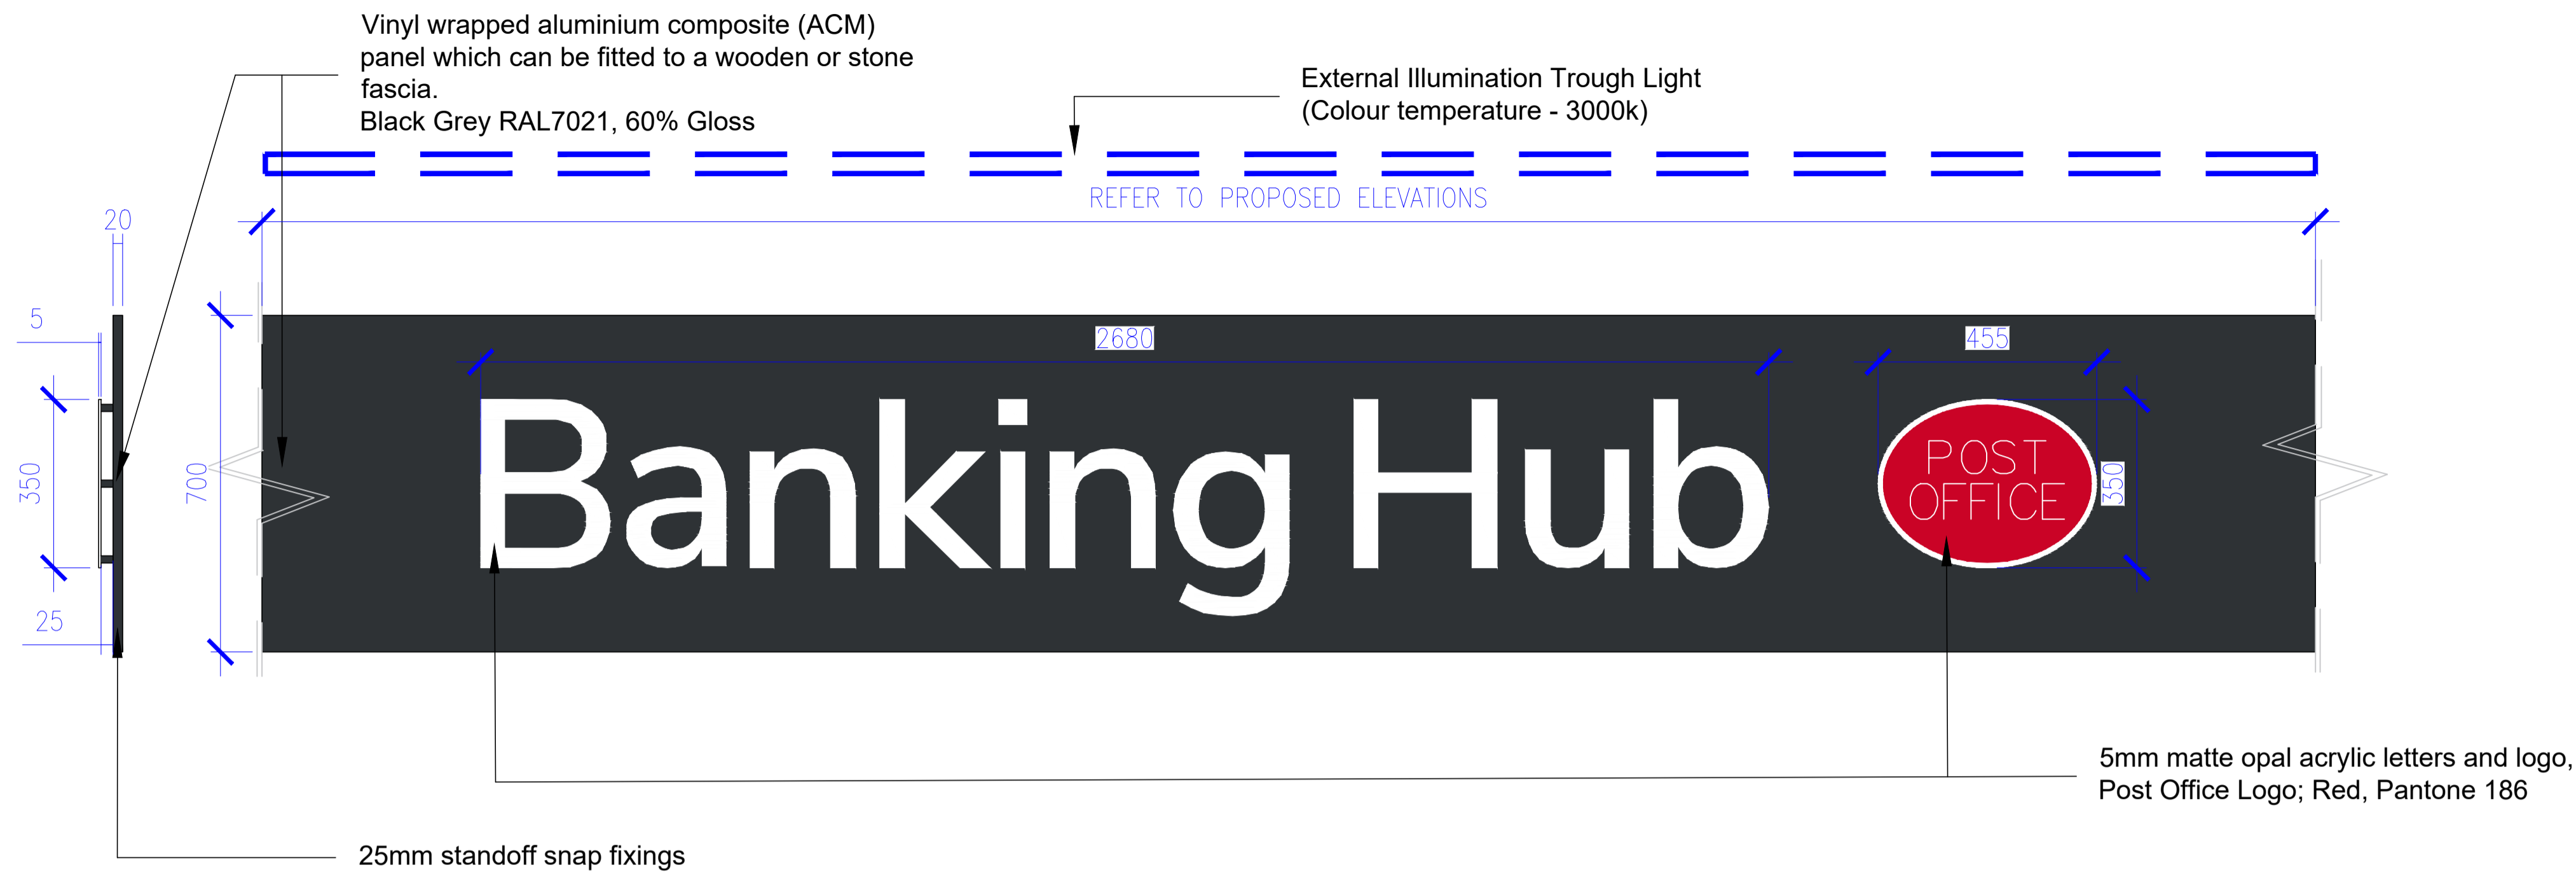 Vinyl wrapped aluminium composite (ACM)
panel which can be fitted to a wooden or stone
fascia.
Black Grey RAL7021, 60% Gloss
External Illumination Trough Light
(Colour temperature - 3000k)
REFER TO PROPOSED ELEVATIONS
20
5
350
25
700
2680
455
Banking Hub
POST
OFFICE
350
5mm matte opal acrylic letters and logo,
Post Office Logo; Red, Pantone 186
25mm standoff snap fixings